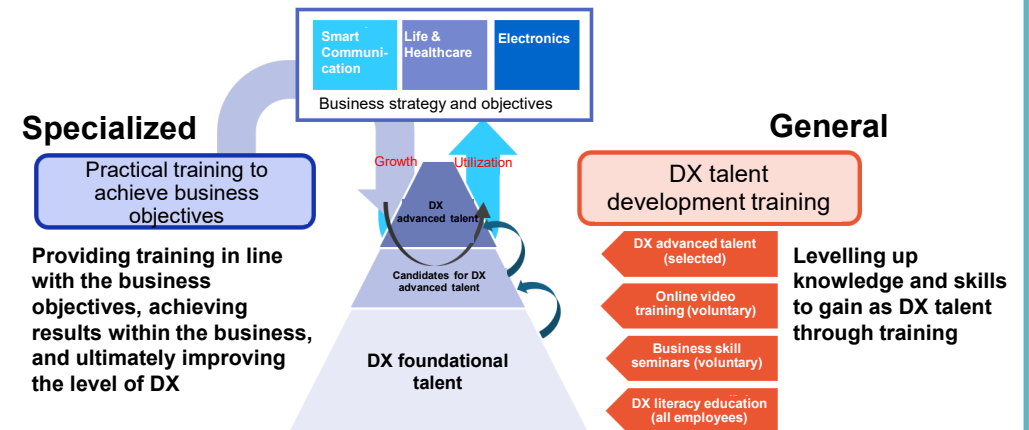 Smart
Communi-
cation
Life &
Healthcare
Electronics
Business strategy and objectives
Specialized
General
Practical training to
achieve business
objectives
Growth
Utilization
DX talent
development training
DX
advanced talent
Candidates for DX
advanced talent
DX foundational
talent
Providing training in line
with the business
objectives, achieving
results within the business,
and ultimately improving
the level of DX
DX advanced talent
(selected)
Online video
training (voluntary)
Business skill
seminars (voluntary)
DX literacy education
(all employees)
Levelling up
knowledge and skills
to gain as DX talent
through training